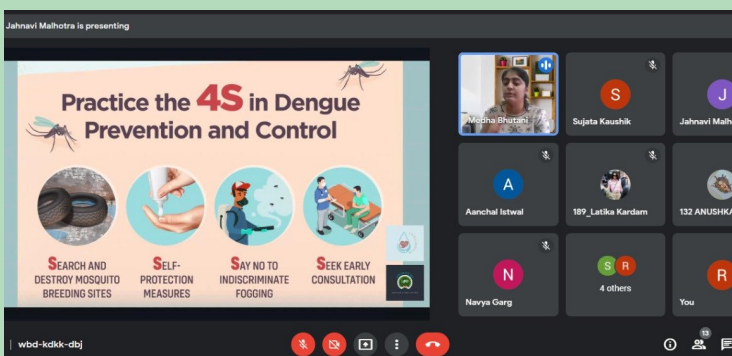 Jahnavi Malhotra is presenting
Practice the 4S in Dengue
Prevention and Control
SEARCH AND
DESTROY MOSQUITO
BREEDING SITES
SELF-
PROTECTION
MEASURES
SAY NO TO
INDISCRIMINATE
FOGGING
SEEK EARLY
CONSULTATION
Medha Bhutani
S
Sujata Kaushik
J
Jahnavi Malh
A
Aanchal Istwal
189_Latika Kardam
132 ANUSHKA
N
Navya Garg
S R
4 others
R
You
wbd-kdkk-dbj
13